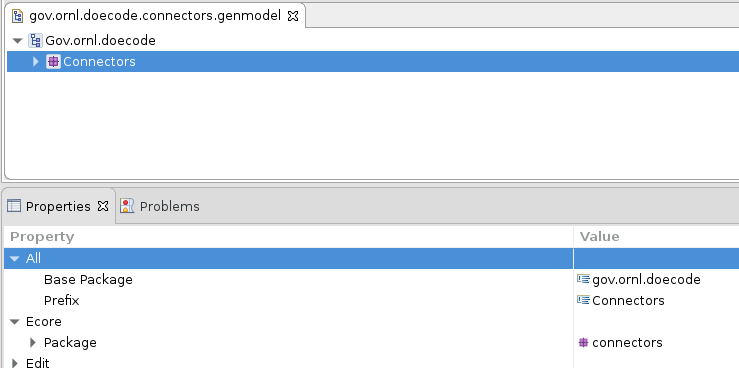 gov.ornl.doecode.connectors.genmodel
Gov.ornl.doecode
Connectors
Properties Problems
Property Value
All
Base Package gov.ornl.doecode
Prefix Connectors
Ecore
Package connectors
Edit